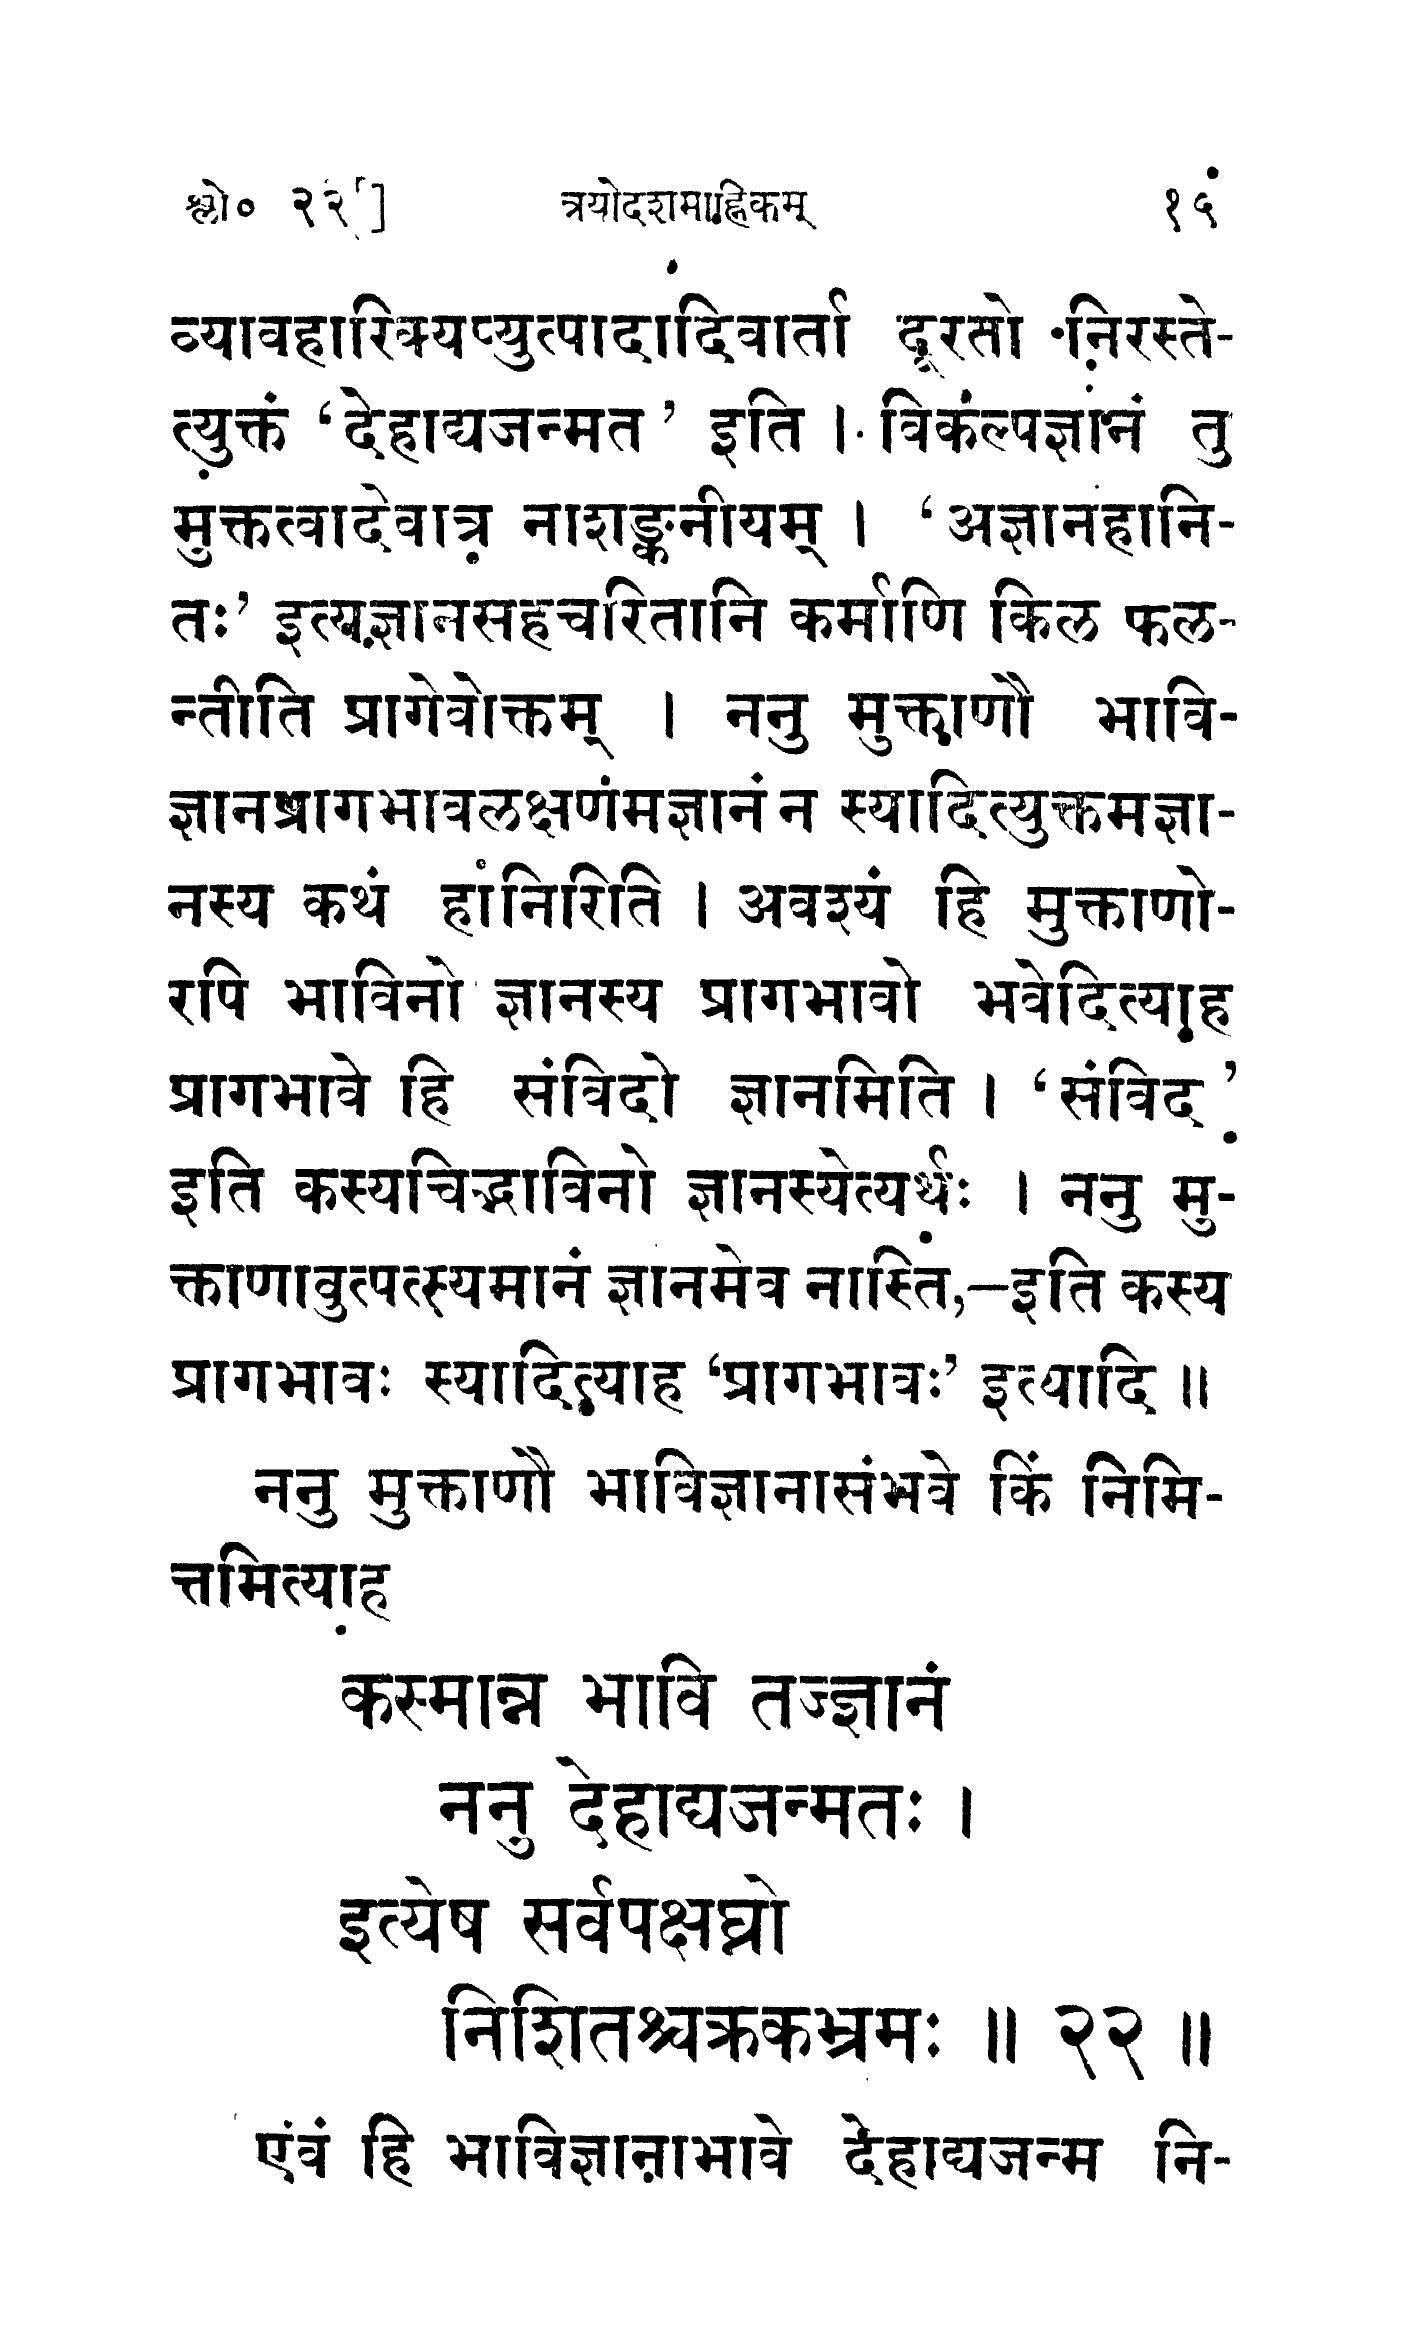 श्लो० २२] त्रयोदशमाह्निकम् १५
व्यावहारिक्यप्युत्पादादिवार्ता दूरतो निरस्ते-
त्युक्तं ‘देहाद्यजन्मत’ इति । विकल्पज्ञानं तु
मुक्तत्वादेवात्र नाशङ्कनीयम् । ‘अज्ञानहानि-
तः’ इत्यज्ञानसहचरितानि कर्माणि किल फल-
न्तीति प्रागेवोक्तम् । ननु मुक्ताणौ भावि-
ज्ञानप्रागभावलक्षणमज्ञानं न स्यादित्युक्तमज्ञा-
नस्य कथं हानिरिति । अवश्यं हि मुक्ताणो-
रपि भाविनो ज्ञानस्य प्रागभावो भवेदित्याह
प्रागभावे हि संविदो ज्ञानमिति । ‘संविद’
इति कस्यचिद्भाविनो ज्ञानस्येत्यर्थः । ननु मु-
क्ताणावुत्पत्स्यमानं ज्ञानमेव नास्ति,—इति कस्य
प्रागभावः स्यादित्याह ‘प्रागभावः’ इत्यादि ॥
ननु मुक्ताणौ भाविज्ञानासंभवे किं निमि-
त्तमित्याह
कस्मान्न भावि तज्ज्ञानं
ननु देहाद्यजन्मतः ।
इत्येष सर्वपक्षघ्नो
निशितश्चक्रकभ्रमः ॥ २२ ॥
एवं हि भाविज्ञानाभावे देहाद्यजन्म नि-